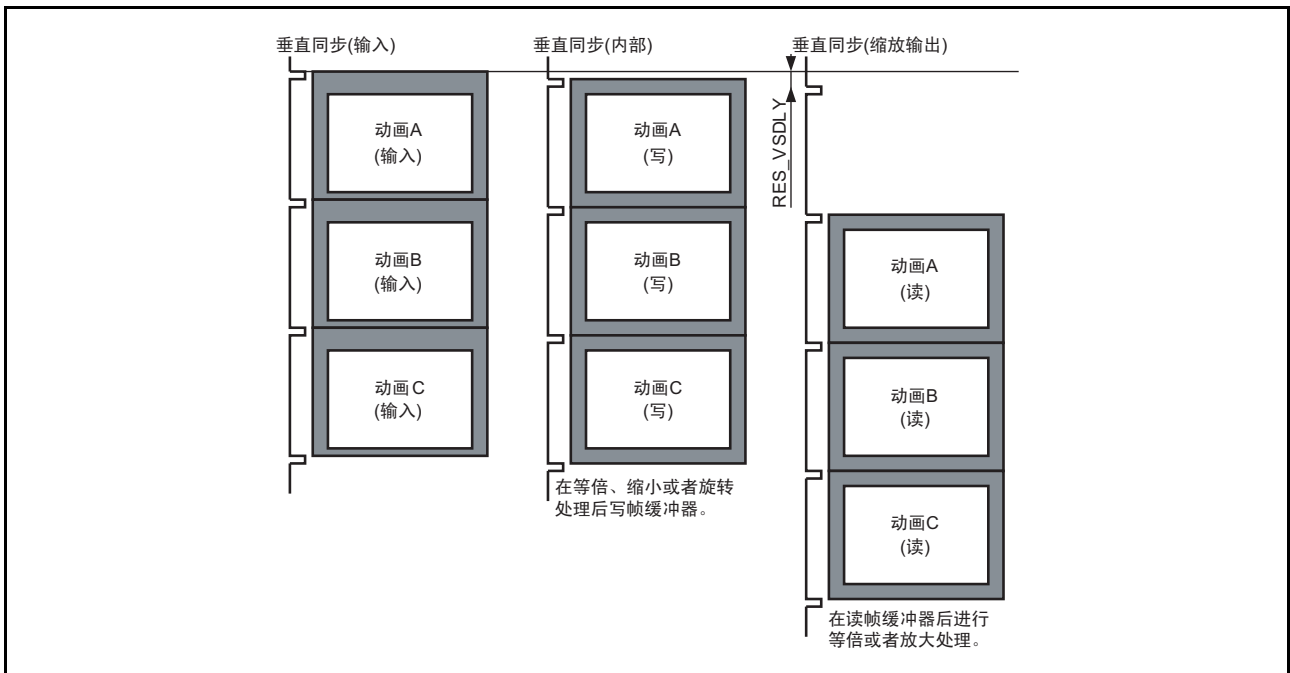 垂直同步(输入)
垂直同步(内部)
垂直同步(缩放输出)
RES_VSDLY
动画A
(输入)
动画B
(输入)
动画C
(输入)
动画A
(写)
动画B
(写)
动画C
(写)
在等倍、缩小或者旋转
处理后写帧缓冲器。
动画A
(读)
动画B
(读)
动画C
(读)
在读帧缓冲器后进行
等倍或者放大处理。